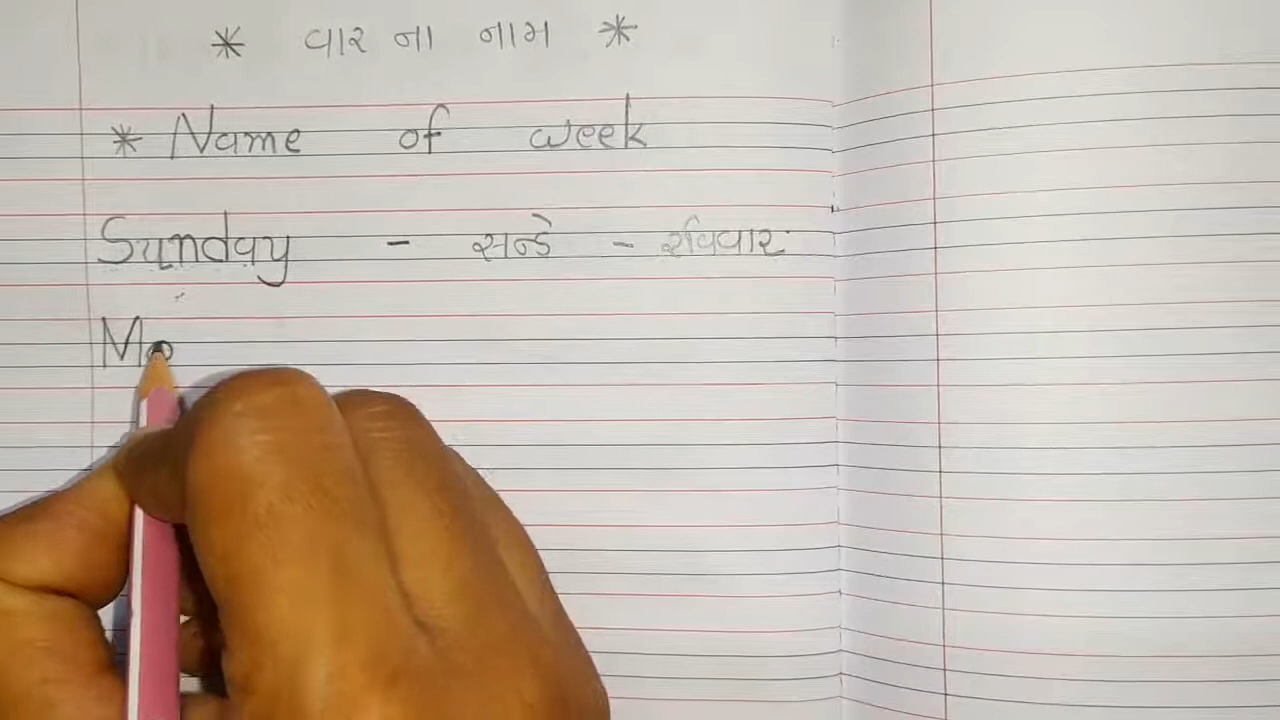 * વાર ના નામ *
* Name of week
Sunday - સન્ડે - રવિવાર
Mo